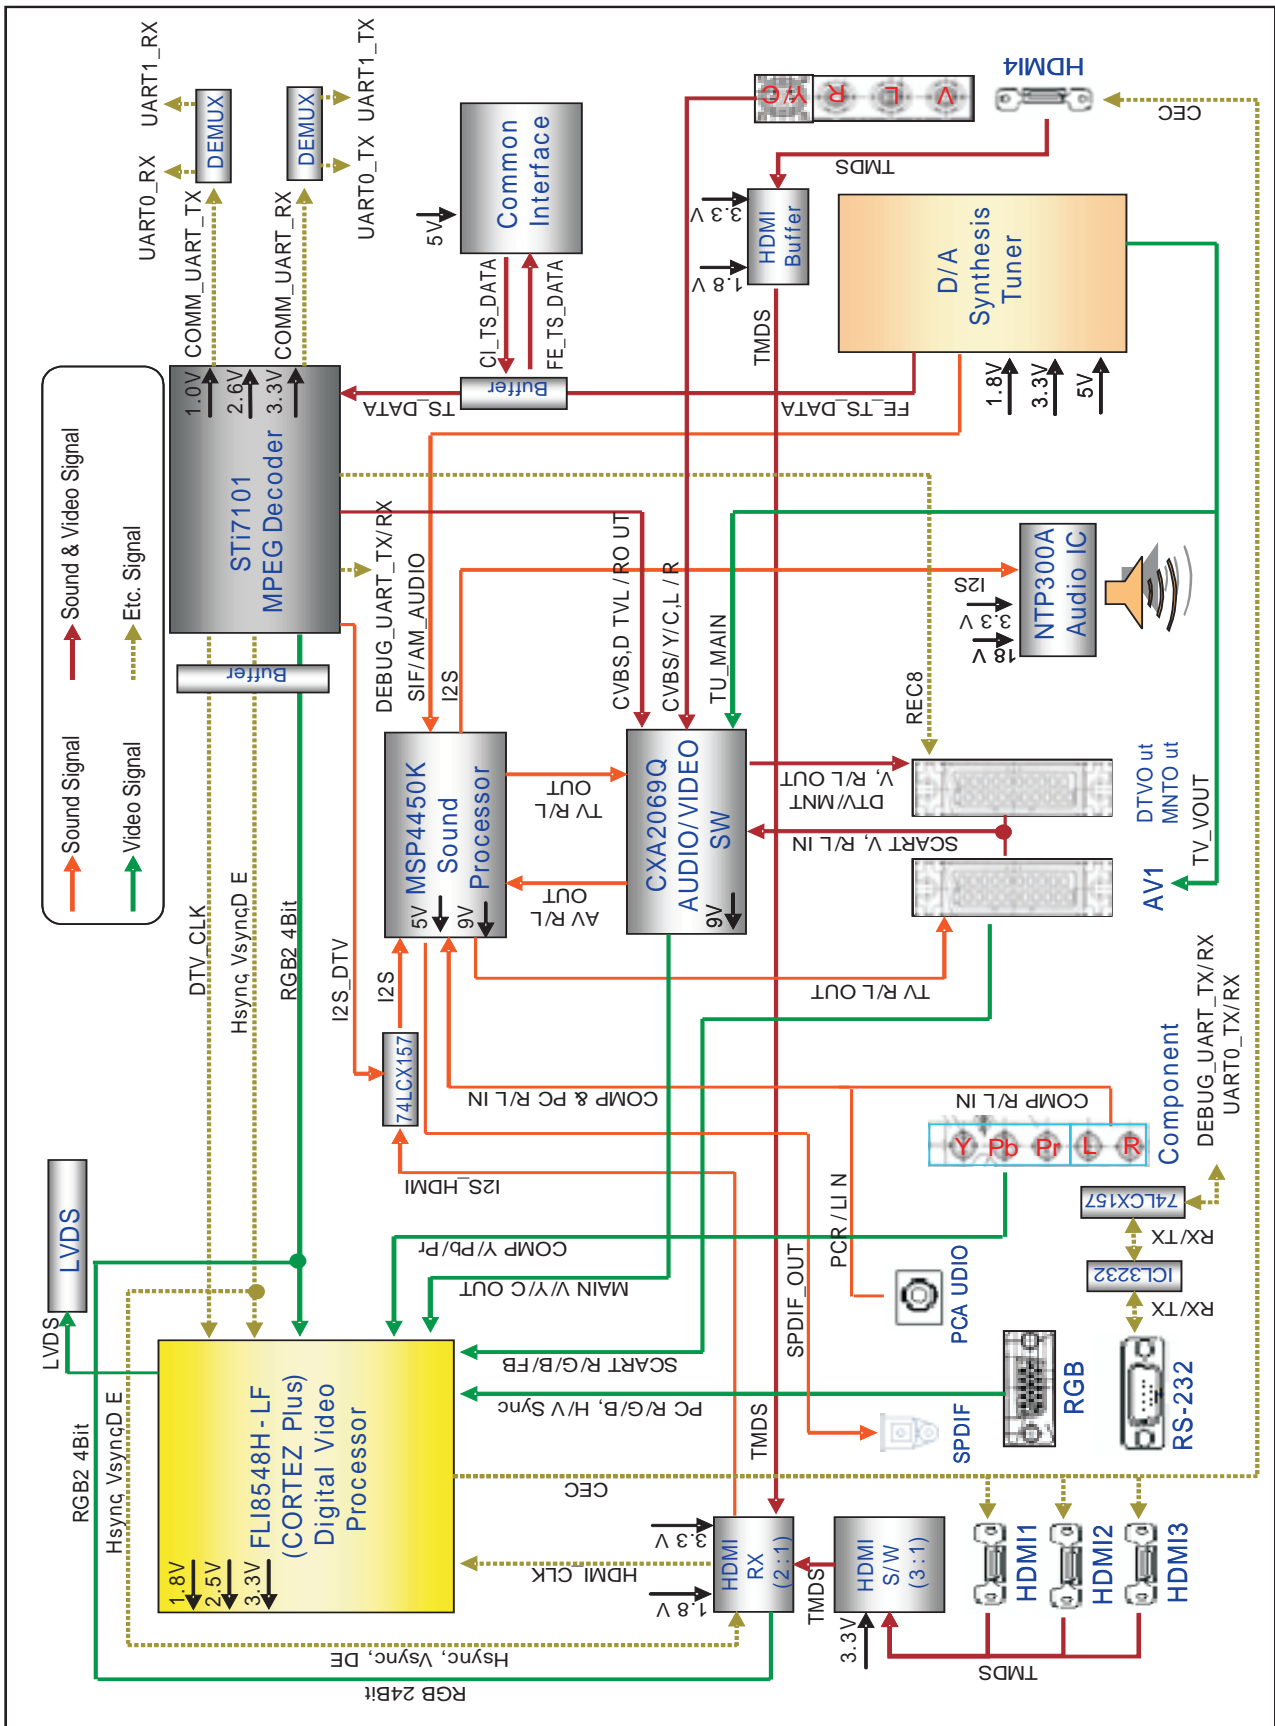 Sound Signal
Sound & Video Signal
Video Signal
Etc. Signal
LVDS
LVDS
RGB2 4Bit
Hsync, VsyncD E
DTV_CLK
Hsync, VsyncD E
RGB2 4Bit
Buffer
STi7101
MPEG Decoder
1.0V
2.6V
3.3V
COMM_UART_TX
COMM_UART_RX
DEMUX
DEMUX
UART0_RX
UART1_RX
UART0_TX
UART1_TX
5V
Common
Interface
CI_TS_DATA
FE_TS_DATA
Buffer
TS_DATA
FE_TS_DATA
FLI8548H - LF
(CORTEZ Plus)
Digital Video
Processor
1.8V
2.5V
3.3V
I2S_DTV
I2S
74LCX157
I2S_HDMI
DEBUG_UART_TX/RX
SIF/AM_AUDIO
I2S
MSP4450K
Sound
Processor
5V
9V
TV R/L
OUT
AV R/L
OUT
CXA2069Q
AUDIO/VIDEO
SW
9V
CVBS,D TVL / RO UT
CVBS/ Y/ C,L / R
TU_MAIN
TMDS
HDMI
Buffer
1.8 V
3.3 V
TMDS
Y/C
R
L
V
HDMI4
CEC
D/A
Synthesis
Tuner
1.8V
3.3V
5V
REC8
I2S
3.3 V
18 V
NTP300A
Audio IC
DTV/MNT
V, R/L OUT
SCART V, R/L IN
DTVO ut
MNTO ut
AV1
TV_VOUT
TV R/L OUT
COMP & PC R/L IN
COMP R/L IN
COMP Y/Pb/Pr
MAIN V/Y/C OUT
SCART R/G/B/FB
PC R/G/B, H/V Sync
SPDIF_OUT
PCR / LI N
Y
Pb
Pr
L
R
Component
PCA UDIO
SPDIF
RGB
RS-232
RX/TX
ICL3232
RX/TX
74LCX157
DEBUG_UART_TX/RX
UART0_TX/RX
CEC
TMDS
HDMI_CLK
HDMI
RX
(2:1)
3.3 V
1.8 V
TMDS
HDMI
S/W
(3:1)
3.3V
TMDS
HDMI1
HDMI2
HDMI3
Hsync, Vsync, DE
RGB 24Bit